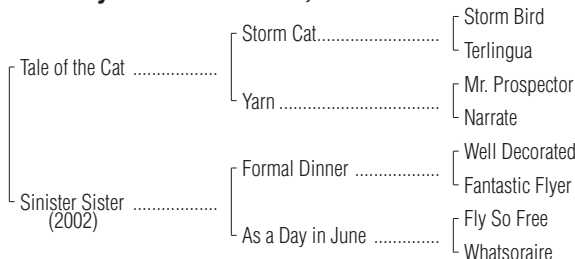 Storm Bird
Storm Cat..............................
Terlingua
Tale of the Cat ..................
Mr. Prospector
Yarn .......................................
Narrate
Well Decorated
Formal Dinner ....................
Fantastic Flyer
Sinister Sister ..................
(2002)
Fly So Free
As a Day in June ...............
Whatsoraire